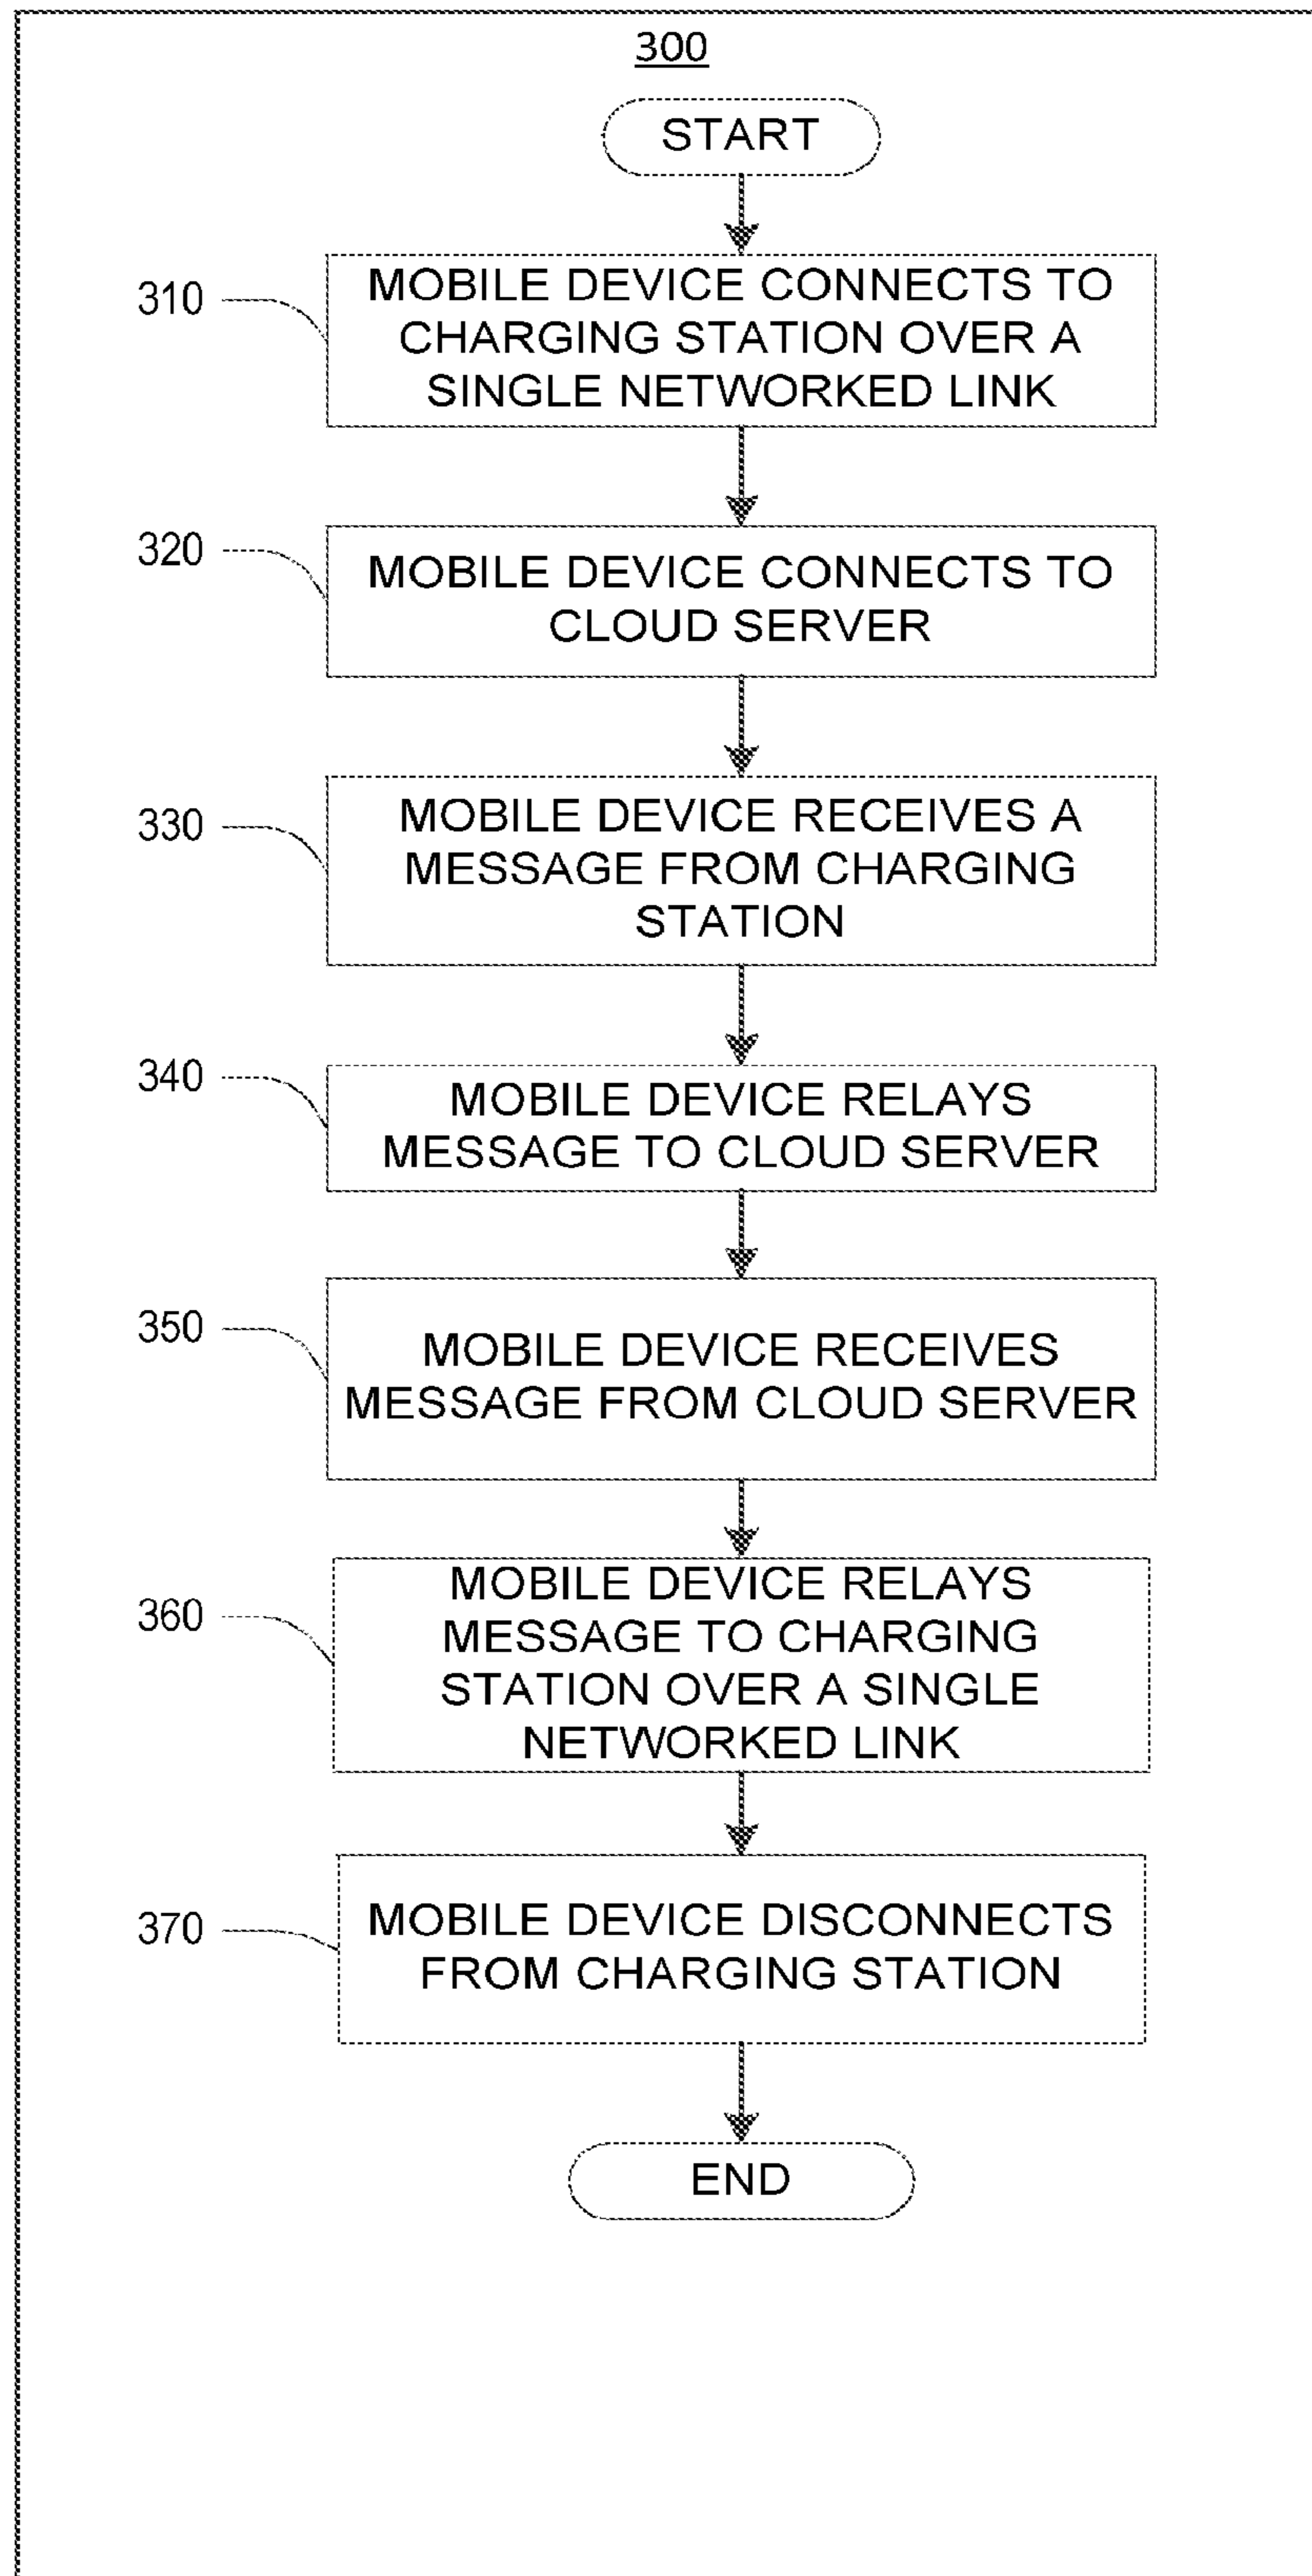 300
START
310
MOBILE DEVICE CONNECTS TO
CHARGING STATION OVER A
SINGLE NETWORKED LINK
320
MOBILE DEVICE CONNECTS TO
CLOUD SERVER
330
MOBILE DEVICE RECEIVES A
MESSAGE FROM CHARGING
STATION
340
MOBILE DEVICE RELAYS
MESSAGE TO CLOUD SERVER
350
MOBILE DEVICE RECEIVES
MESSAGE FROM CLOUD SERVER
360
MOBILE DEVICE RELAYS
MESSAGE TO CHARGING
STATION OVER A SINGLE
NETWORKED LINK
370
MOBILE DEVICE DISCONNECTS
FROM CHARGING STATION
END